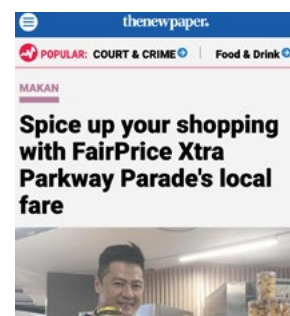 thenewpaper.
POPULAR: COURT & CRIME Food & Drink
MAKAN
Spice up your shopping
with FairPrice Xtra
Parkway Parade's local
fare